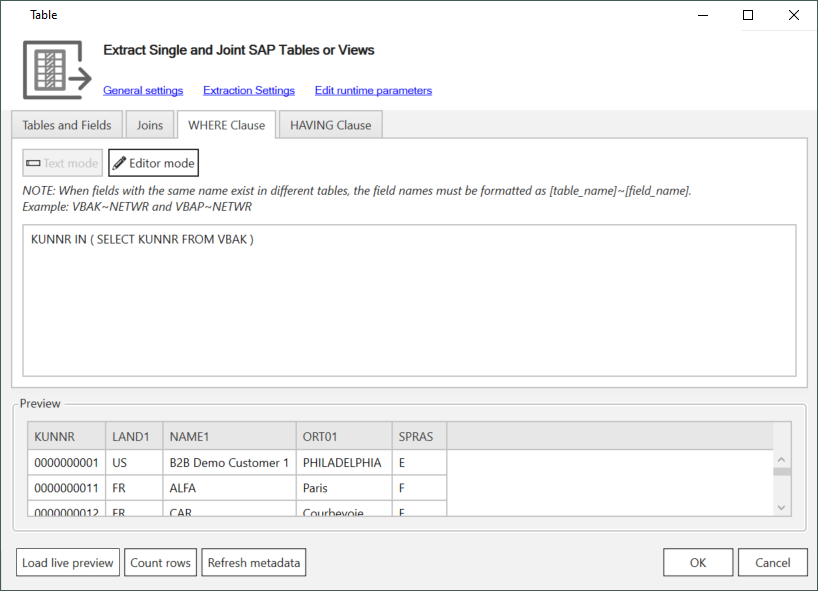 Table
Extract Single and Joint SAP Tables or Views
General settings Extraction Settings Edit runtime parameters
Tables and Fields Joins WHERE Clause HAVING Clause
Text mode Editor mode
NOTE: When fields with the same name exist in different tables, the field names must be formatted as [table_name]~[field_name].
Example: VBAK~NETWR and VBAP~NETWR
KUNNR IN ( SELECT KUNNR FROM VBAK )
Preview
KUNNR LAND1 NAME1 ORT01 SPRAS
0000000001 US B2B Demo Customer 1 PHILADELPHIA E
0000000011 FR ALFA Paris F
0000000012 FR CAR Courbevoie F
Load live preview Count rows Refresh metadata OK Cancel